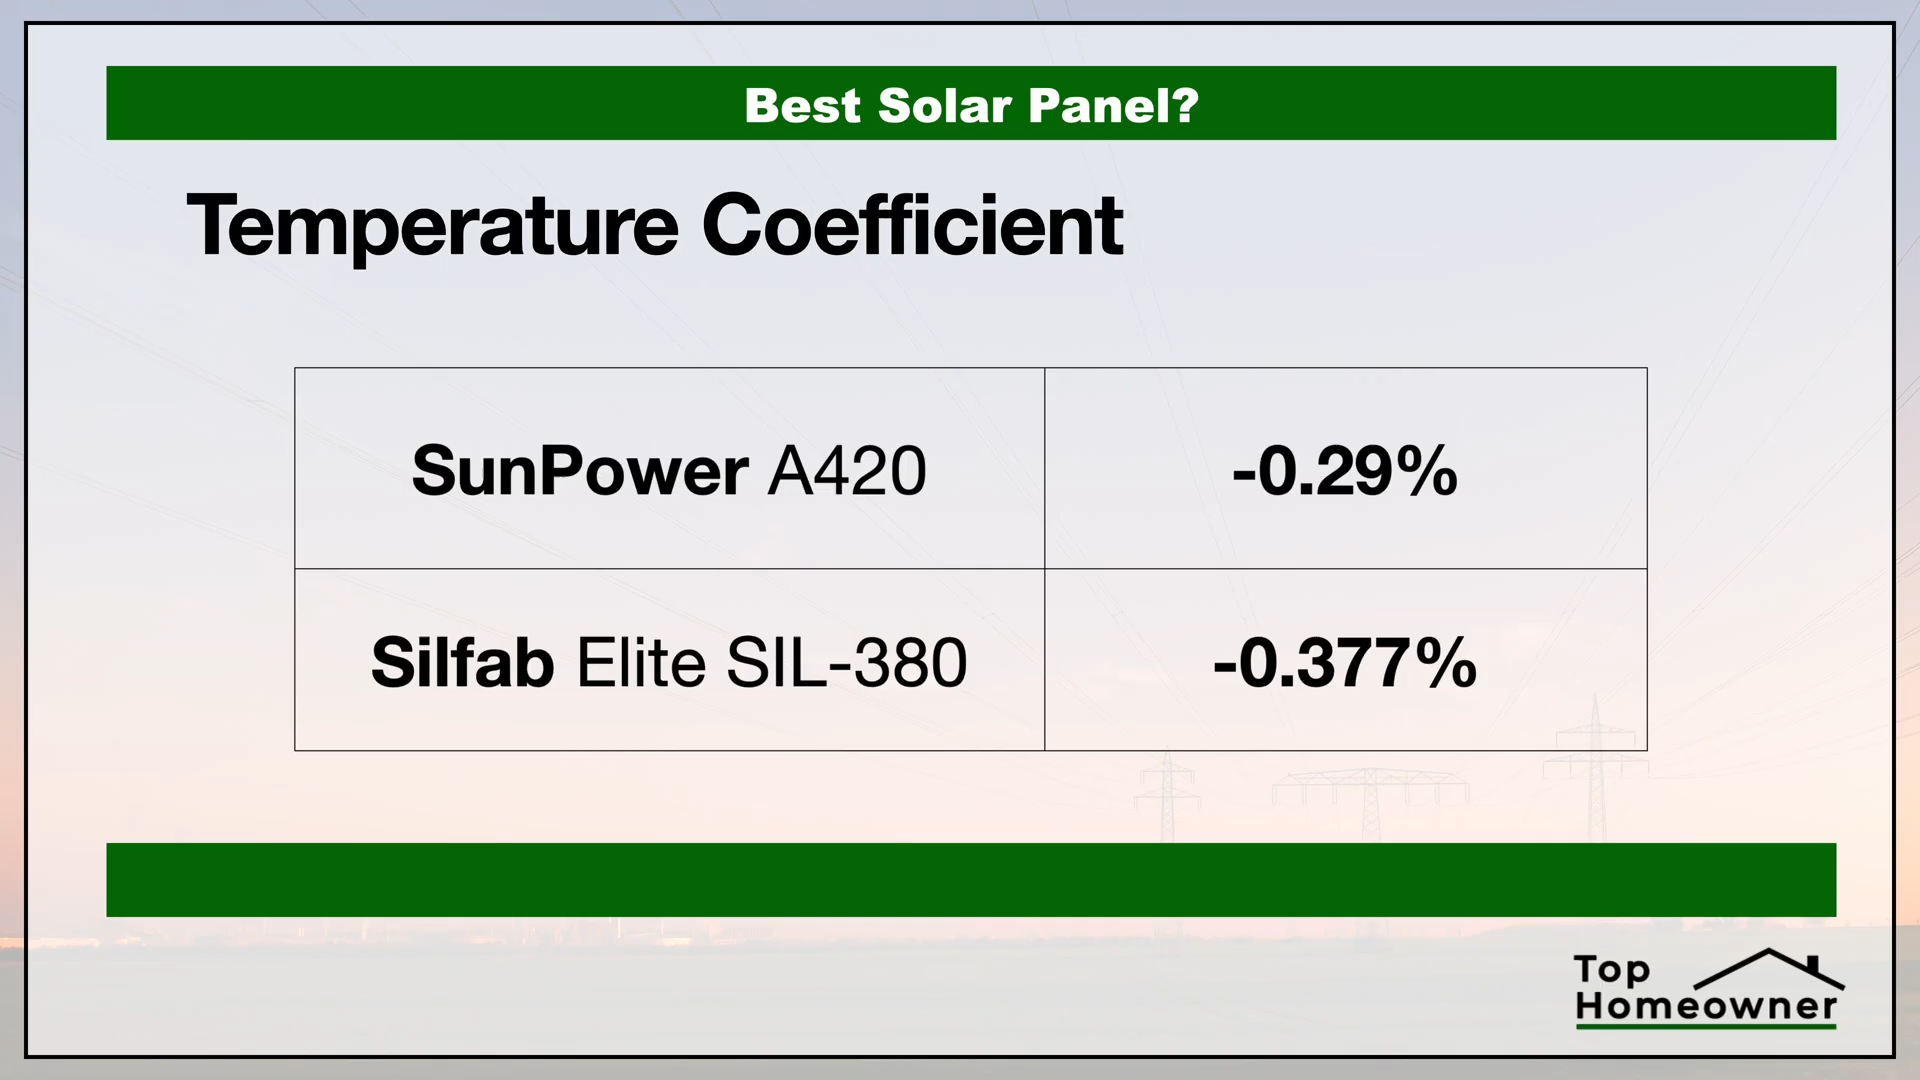 Best Solar Panel?
Temperature Coefficient
SunPower A420 -0.29%
Silfab Elite SIL-380 -0.377%
Top
Homeowner